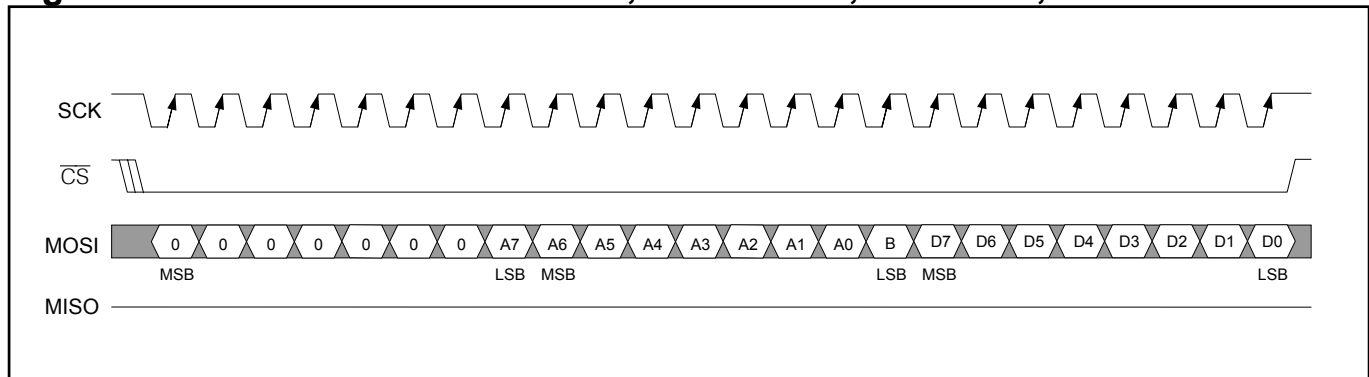 SCK
CS
MOSI 0 0 0 0 0 0 0 A7 A6 A5 A4 A3 A2 A1 A0 B D7 D6 D5 D4 D3 D2 D1 D0
MSB LSB MSB LSB MSB LSB
MISO